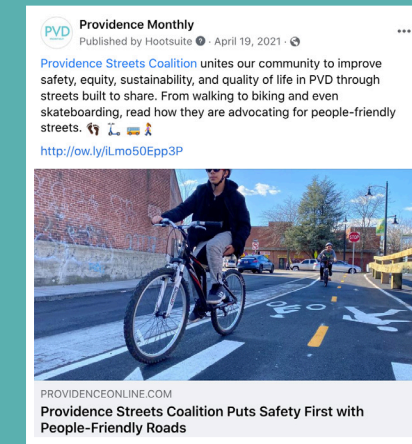 PVD
Providence Monthly
Published by Hootsuite · April 19, 2021 ·
Providence Streets Coalition unites our community to improve
safety, equity, sustainability, and quality of life in PVD through
streets built to share. From walking to biking and even
skateboarding, read how they are advocating for people-friendly
streets.
http://ow.ly/iLmo50Epp3P
STOP
PROVIDENCEONLINE.COM
Providence Streets Coalition Puts Safety First with
People-Friendly Roads